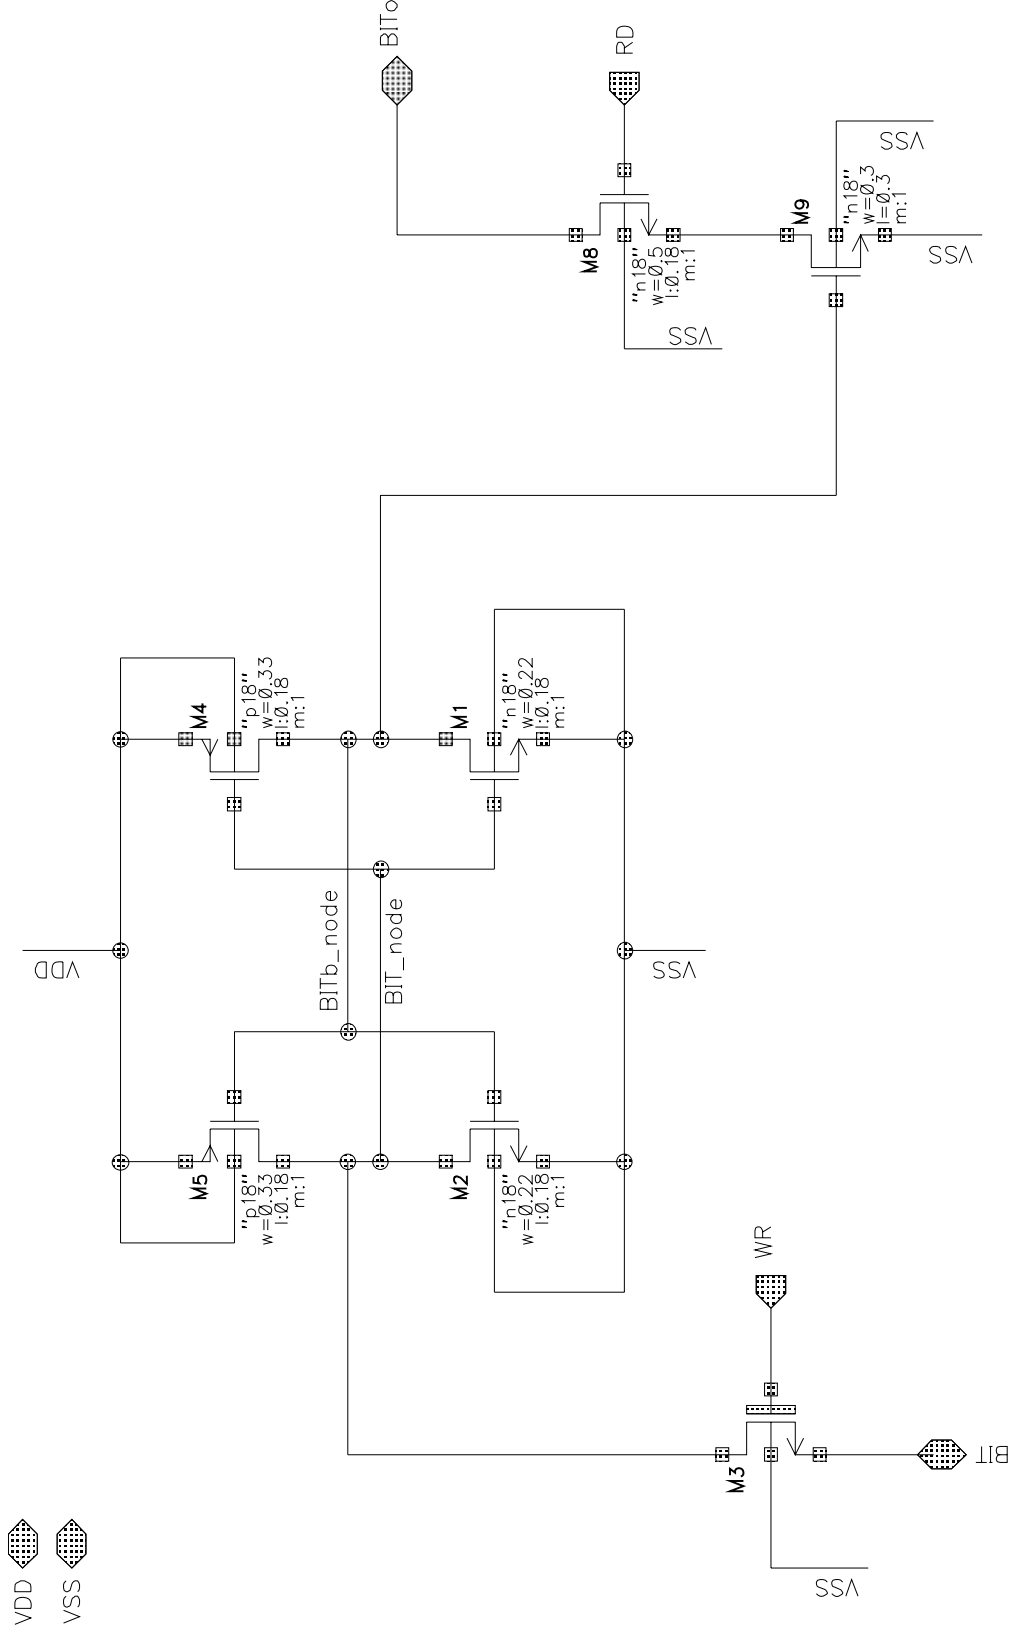 BITo
RD
VSS
M9
"n18"
w=0.3
l=0.3
m:1
VSS
M8
"n18"
w=0.5
l:0.18
m:1
VSS
M4
"p18"
w=0.33
l:0.18
m:1
M1
"n18"
w=0.22
l:0.18
m:1
VDD
BITb_node
BIT_node
VSS
M5
"p18"
w=0.33
l:0.18
m:1
M2
"n18"
w=0.22
l:0.18
m:1
WR
M3
BIT
VSS
VDD
VSS